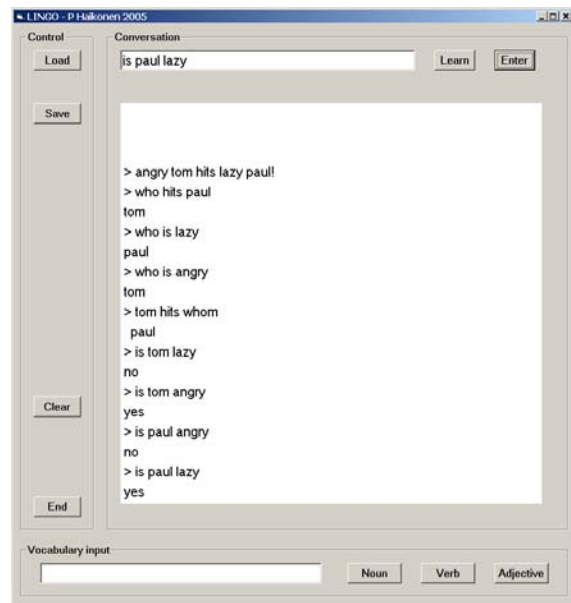 LINGO - P Haikonen 2005
Control
Conversation
Load
is paul lazy
Learn
Enter
Save
> angry tom hits lazy paul!
> who hits paul
tom
> who is lazy
paul
> who is angry
tom
> tom hits whom
paul
> is tom lazy
no
> is tom angry
yes
> is paul angry
no
> is paul lazy
yes
Clear
End
Vocabulary input
Noun
Verb
Adjective